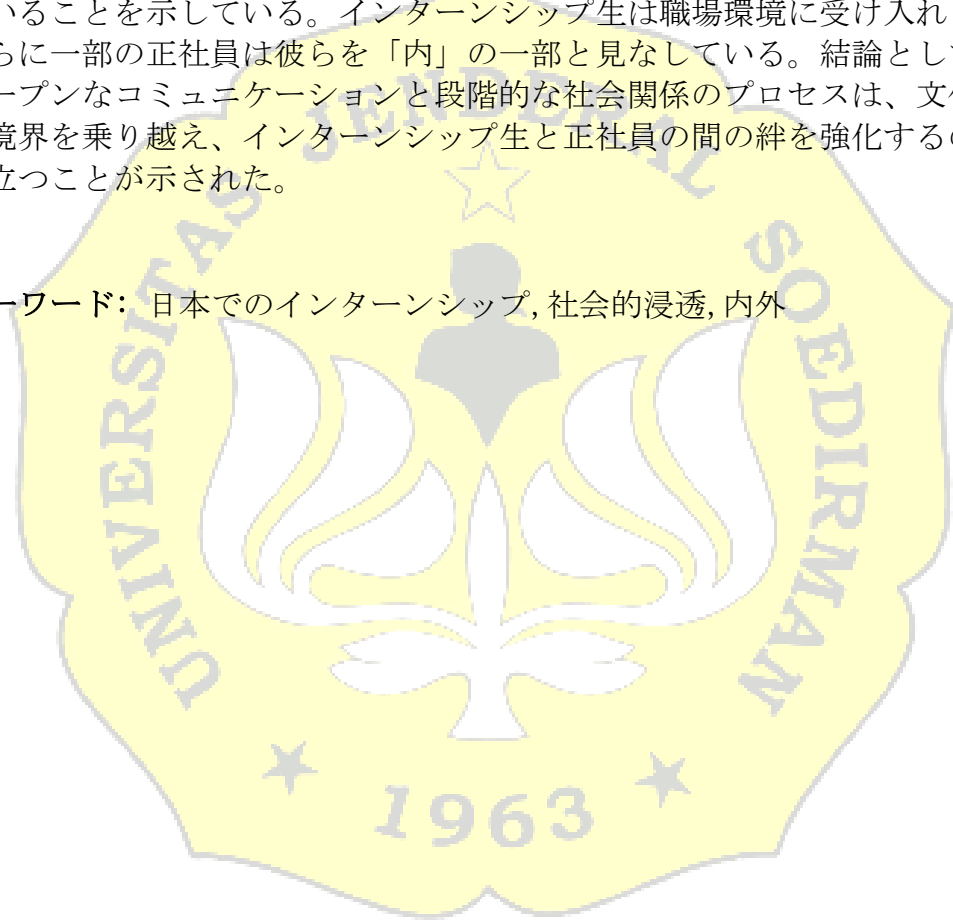 いることを示している。インターンシップ生は職場環境に受け入れ
らに一部の正社員は彼らを「内」の一部と見なしている。結論とし
ープンなコミュニケーションと段階的な社会関係のプロセスは、文
境界を乗り越え、インターンシップ生と正社員の間の絆を強化する
立つことが示された。
ーワード: 日本でのインターンシップ, 社会的浸透, 内外
UNIVERSITAS JENDERAL SOEDIRMAN
1963